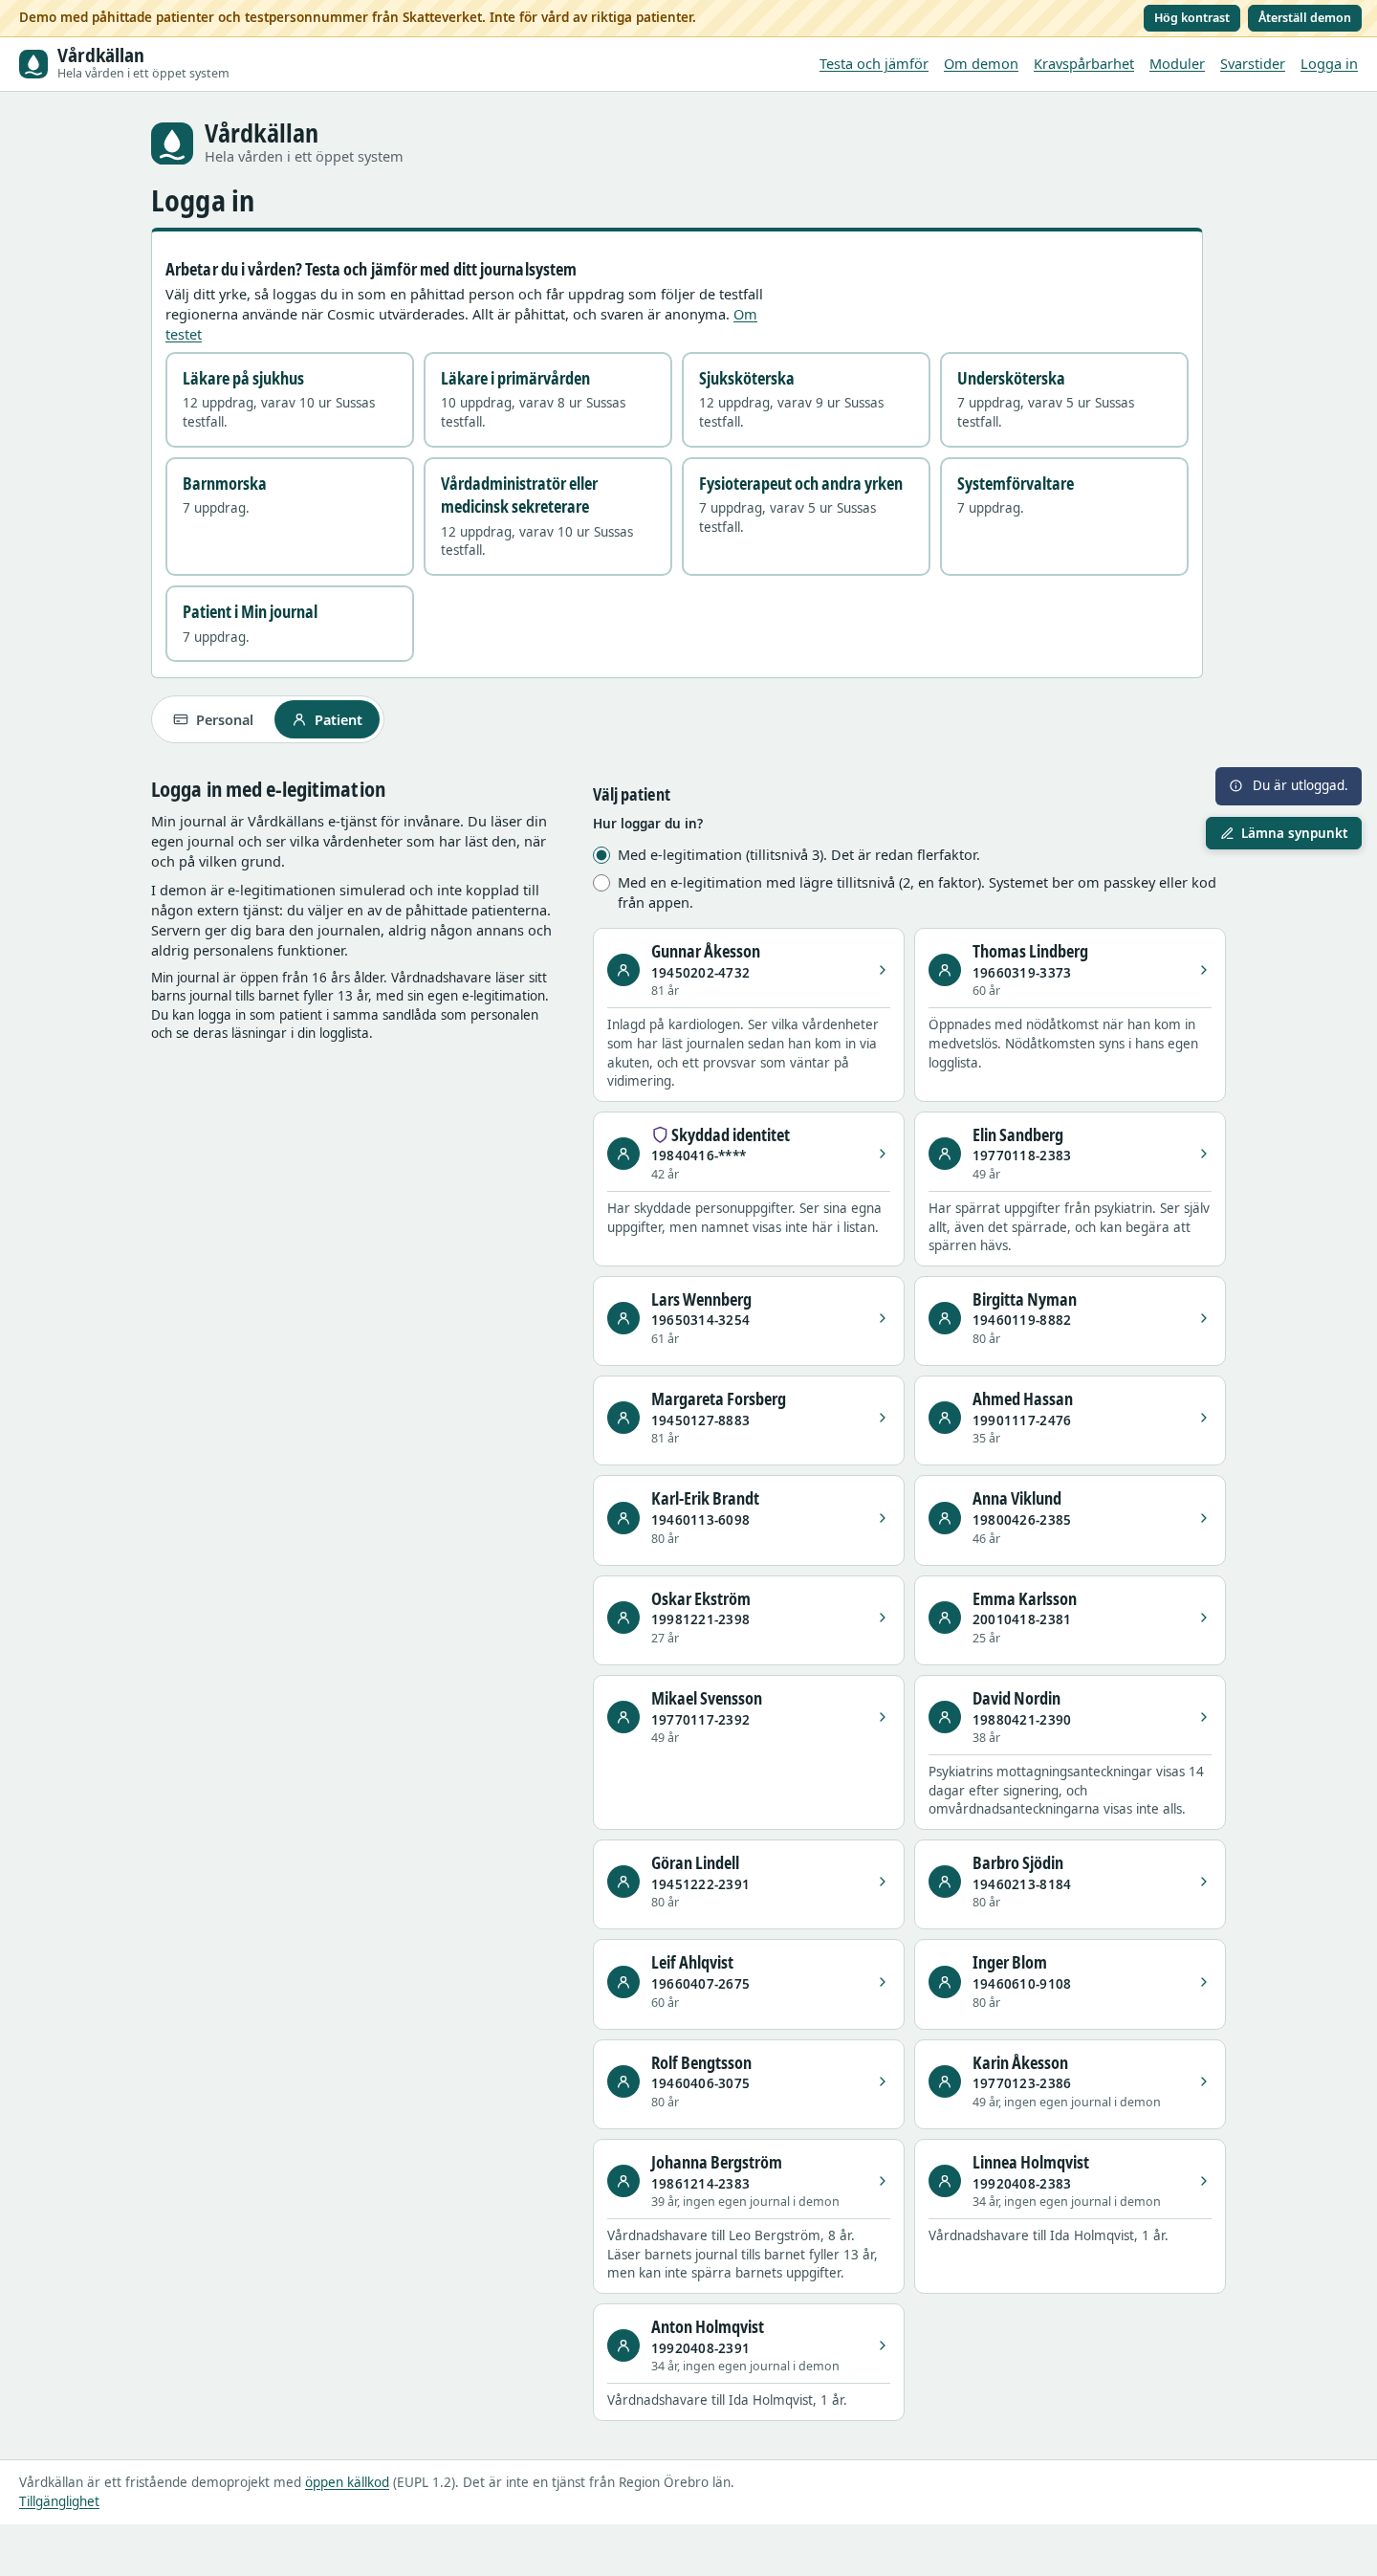 Demo med påhittade patienter och testpersonnummer från Skatteverket. Inte för vård av riktiga patienter.
Hög kontrast
Återställ demon
Vårdkällan
Hela vården i ett öppet system
Testa och jämför
Om demon
Kravspårbarhet
Moduler
Svarstider
Logga in
Vårdkällan
Hela vården i ett öppet system
Logga in
Arbetar du i vården? Testa och jämför med ditt journalsystem
Välj ditt yrke, så loggas du in som en påhittad person och får uppdrag som följer de testfall
regionerna använde när Cosmic utvärderades. Allt är påhittat, och svaren är anonyma. Om
testet
Läkare på sjukhus
12 uppdrag, varav 10 ur Sussas
testfall.
Läkare i primärvården
10 uppdrag, varav 8 ur Sussas
testfall.
Sjuksköterska
12 uppdrag, varav 9 ur Sussas
testfall.
Undersköterska
7 uppdrag, varav 5 ur Sussas
testfall.
Barnmorska
7 uppdrag.
Vårdadministratör eller
medicinsk sekreterare
12 uppdrag, varav 10 ur Sussas
testfall.
Fysioterapeut och andra yrken
7 uppdrag, varav 5 ur Sussas
testfall.
Systemförvaltare
7 uppdrag.
Patient i Min journal
7 uppdrag.
Personal
Patient
Logga in med e-legitimation
Min journal är Vårdkällans e-tjänst för invånare. Du läser din
egen journal och ser vilka vårdenheter som har läst den, när
och på vilken grund.
I demon är e-legitimationen simulerad och inte kopplad till
någon extern tjänst: du väljer en av de påhittade patienterna.
Servern ger dig bara den journalen, aldrig någon annans och
aldrig personalens funktioner.
Min journal är öppen från 16 års ålder. Vårdnadshavare läser sitt
barns journal tills barnet fyller 13 år, med sin egen e-legitimation.
Du kan logga in som patient i samma sandlåda som personalen
och se deras läsningar i din logglista.
Välj patient
Hur loggar du in?
Med e-legitimation (tillitsnivå 3). Det är redan flerfaktor.
Med en e-legitimation med lägre tillitsnivå (2, en faktor). Systemet ber om passkey eller kod
från appen.
Du är utloggad.
Lämna synpunkt
Gunnar Åkesson
19450202-4732
81 år
Inlagd på kardiologen. Ser vilka vårdenheter
som har läst journalen sedan han kom in via
akuten, och ett provsvar som väntar på
vidimering.
Thomas Lindberg
19660319-3373
60 år
Öppnades med nödåtkomst när han kom in
medvetslös. Nödåtkomsten syns i hans egen
logglista.
Skyddad identitet
19840416-****
42 år
Har skyddade personuppgifter. Ser sina egna
uppgifter, men namnet visas inte här i listan.
Elin Sandberg
19770118-2383
49 år
Har spärrat uppgifter från psykiatrin. Ser själv
allt, även det spärrade, och kan begära att
spärren hävs.
Lars Wennberg
19650314-3254
61 år
Birgitta Nyman
19460119-8882
80 år
Margareta Forsberg
19450127-8883
81 år
Ahmed Hassan
19901117-2476
35 år
Karl-Erik Brandt
19460113-6098
80 år
Anna Viklund
19800426-2385
46 år
Oskar Ekström
19981221-2398
27 år
Emma Karlsson
20010418-2381
25 år
Mikael Svensson
19770117-2392
49 år
David Nordin
19880421-2390
38 år
Psykiatrins mottagningsanteckningar visas 14
dagar efter signering, och
omvårdnadsanteckningarna visas inte alls.
Göran Lindell
19451222-2391
80 år
Barbro Sjödin
19460213-8184
80 år
Leif Ahlqvist
19660407-2675
60 år
Inger Blom
19460610-9108
80 år
Rolf Bengtsson
19460406-3075
80 år
Karin Åkesson
19770123-2386
49 år, ingen egen journal i demon
Johanna Bergström
19861214-2383
39 år, ingen egen journal i demon
Vårdnadshavare till Leo Bergström, 8 år.
Läser barnets journal tills barnet fyller 13 år,
men kan inte spärra barnets uppgifter.
Linnea Holmqvist
19920408-2383
34 år, ingen egen journal i demon
Vårdnadshavare till Ida Holmqvist, 1 år.
Anton Holmqvist
19920408-2391
34 år, ingen egen journal i demon
Vårdnadshavare till Ida Holmqvist, 1 år.
Vårdkällan är ett fristående demoprojekt med öppen källkod (EUPL 1.2). Det är inte en tjänst från Region Örebro län.
Tillgänglighet